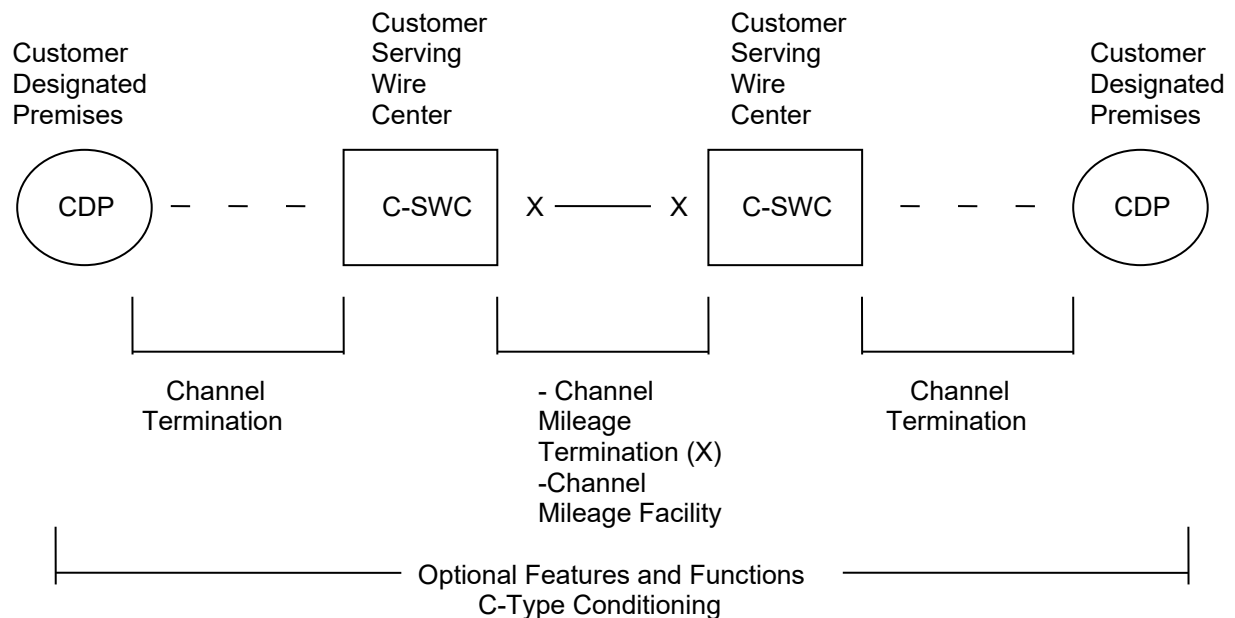 Customer
Designated
Premises
Customer
Serving
Wire
Center
Customer
Serving
Wire
Center
Customer
Designated
Premises
CDP
C-SWC
X
X
C-SWC
CDP
Channel
Termination
- Channel
Mileage
Termination (X)
-Channel
Mileage Facility
Channel
Termination
Optional Features and Functions
C-Type Conditioning